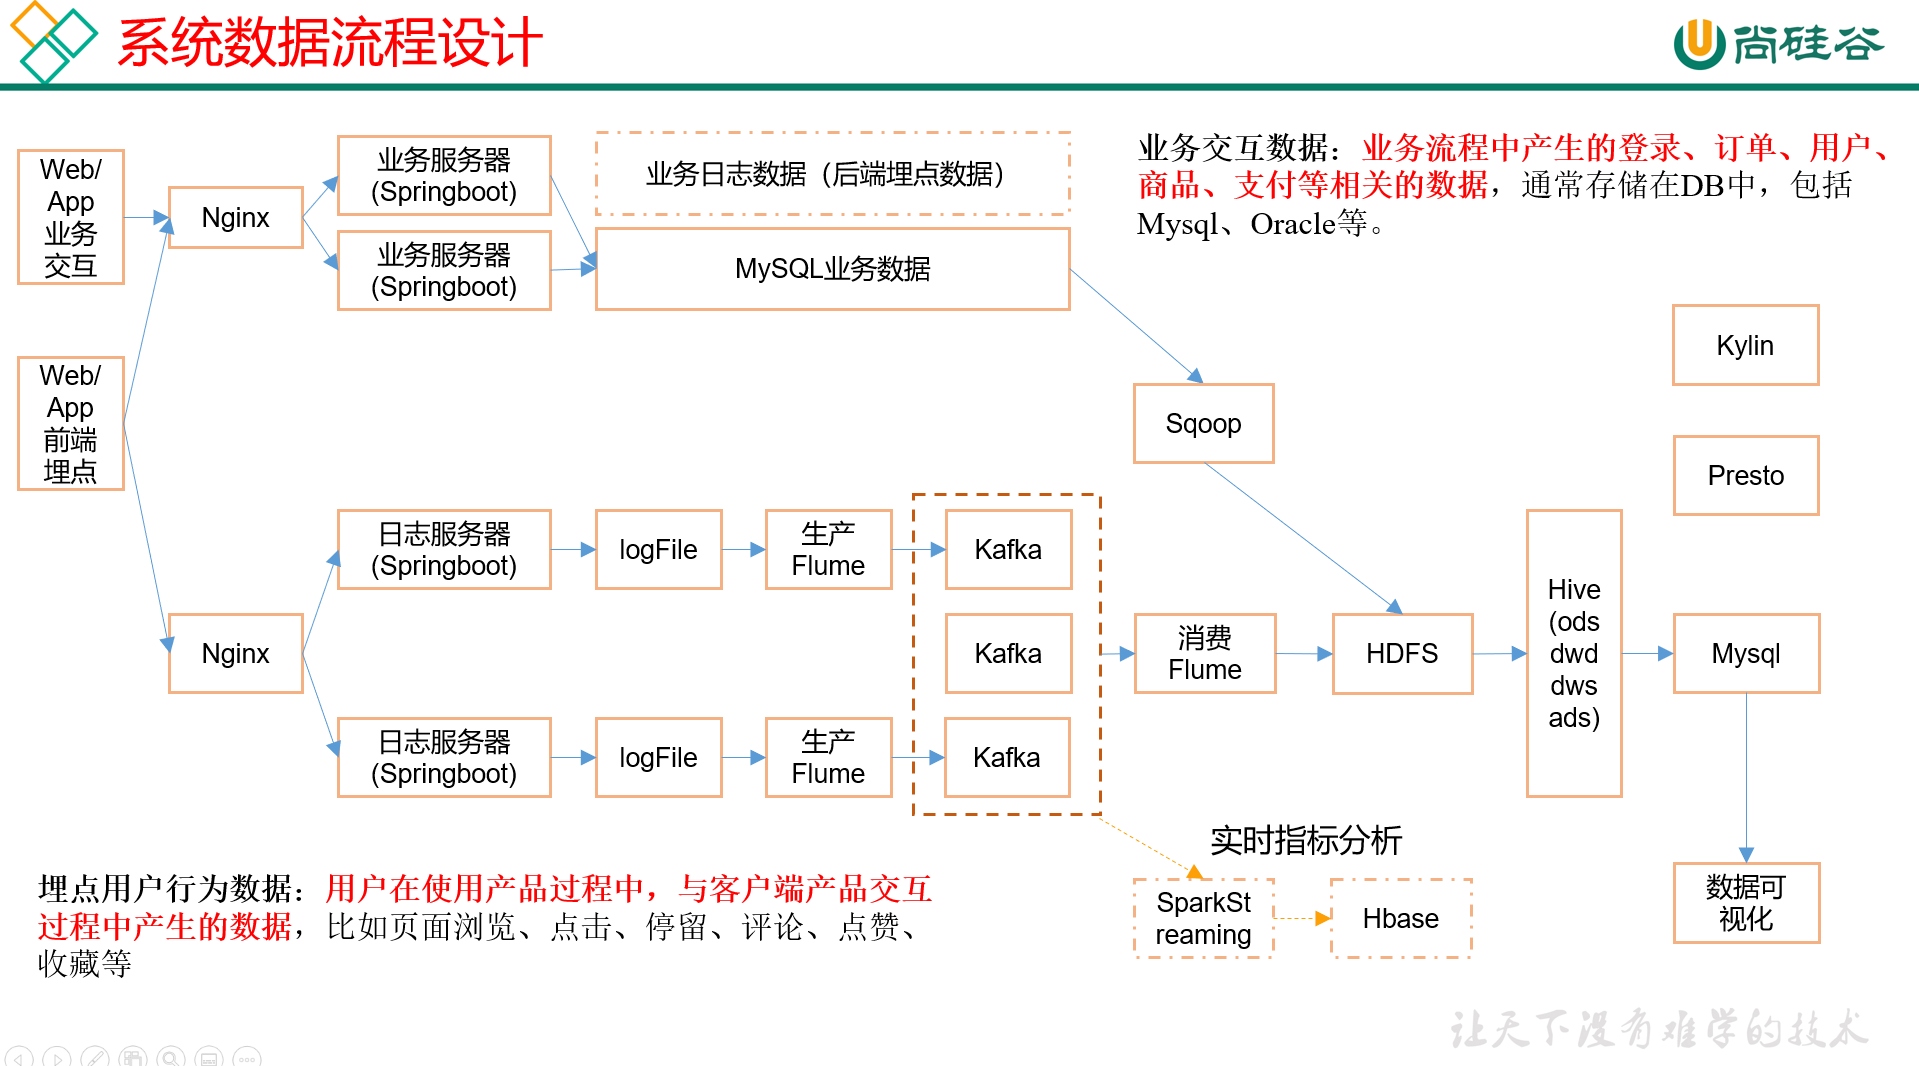 系统数据流程设计
尚硅谷
Web/
App
业务
交互
Nginx
业务服务器
(Springboot)
业务服务器
(Springboot)
业务日志数据（后端埋点数据）
MySQL业务数据
业务交互数据：业务流程中产生的登录、订单、用户、
商品、支付等相关的数据，通常存储在DB中，包括
Mysql、Oracle等。
Web/
App
前端
埋点
Kylin
Sqoop
Presto
Nginx
日志服务器
(Springboot)
logFile
生产
Flume
Kafka
Kafka
日志服务器
(Springboot)
logFile
生产
Flume
Kafka
消费
Flume
HDFS
Hive
(ods
dwd
dws
ads)
Mysql
实时指标分析
SparkSt
reaming
Hbase
数据可
视化
埋点用户行为数据：用户在使用产品过程中，与客户端产品交互
过程中产生的数据，比如页面浏览、点击、停留、评论、点赞、
收藏等
让天下没有难学的技术